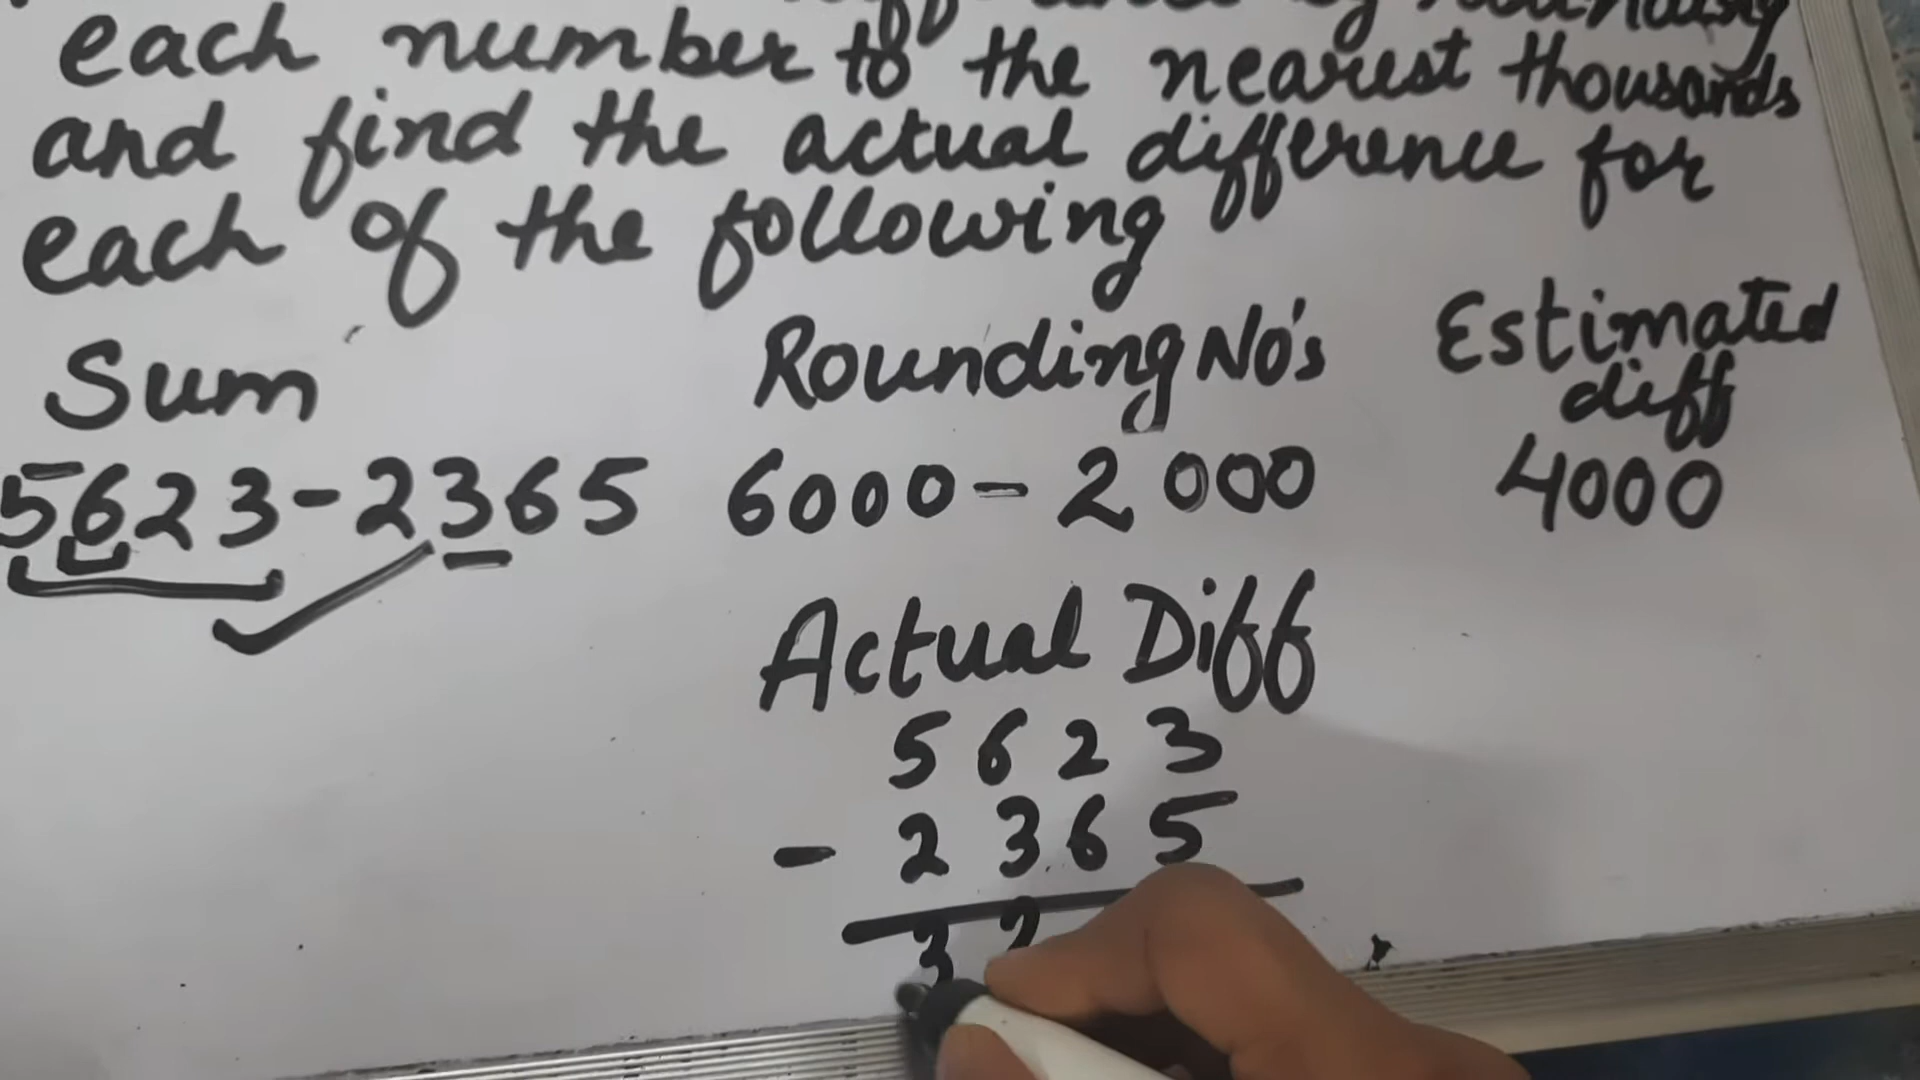 each number to the nearest thousands
and find the actual difference for
each of the following
Sum Rounding No's Estimated diff
5623-2365 6000-2000 4000
Actual Diff
5623
- 2365
32